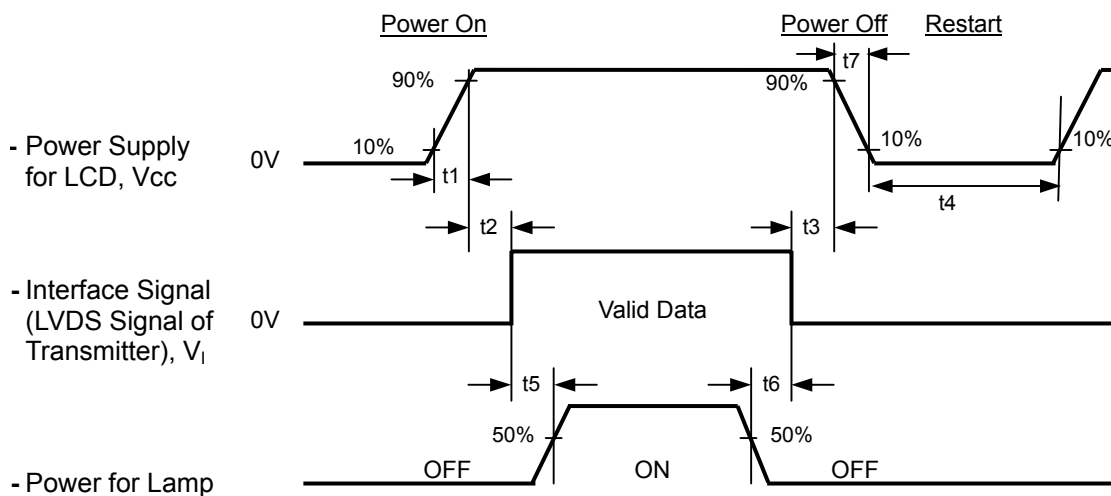 Power On
Power Off
Restart
t7
90%
90%
10%
10%
10%
- Power Supply
for LCD, Vcc
0V
t1
t4
t2
t3
- Interface Signal
(LVDS Signal of
Transmitter), VI
0V
Valid Data
t5
t6
50%
50%
- Power for Lamp
OFF
ON
OFF